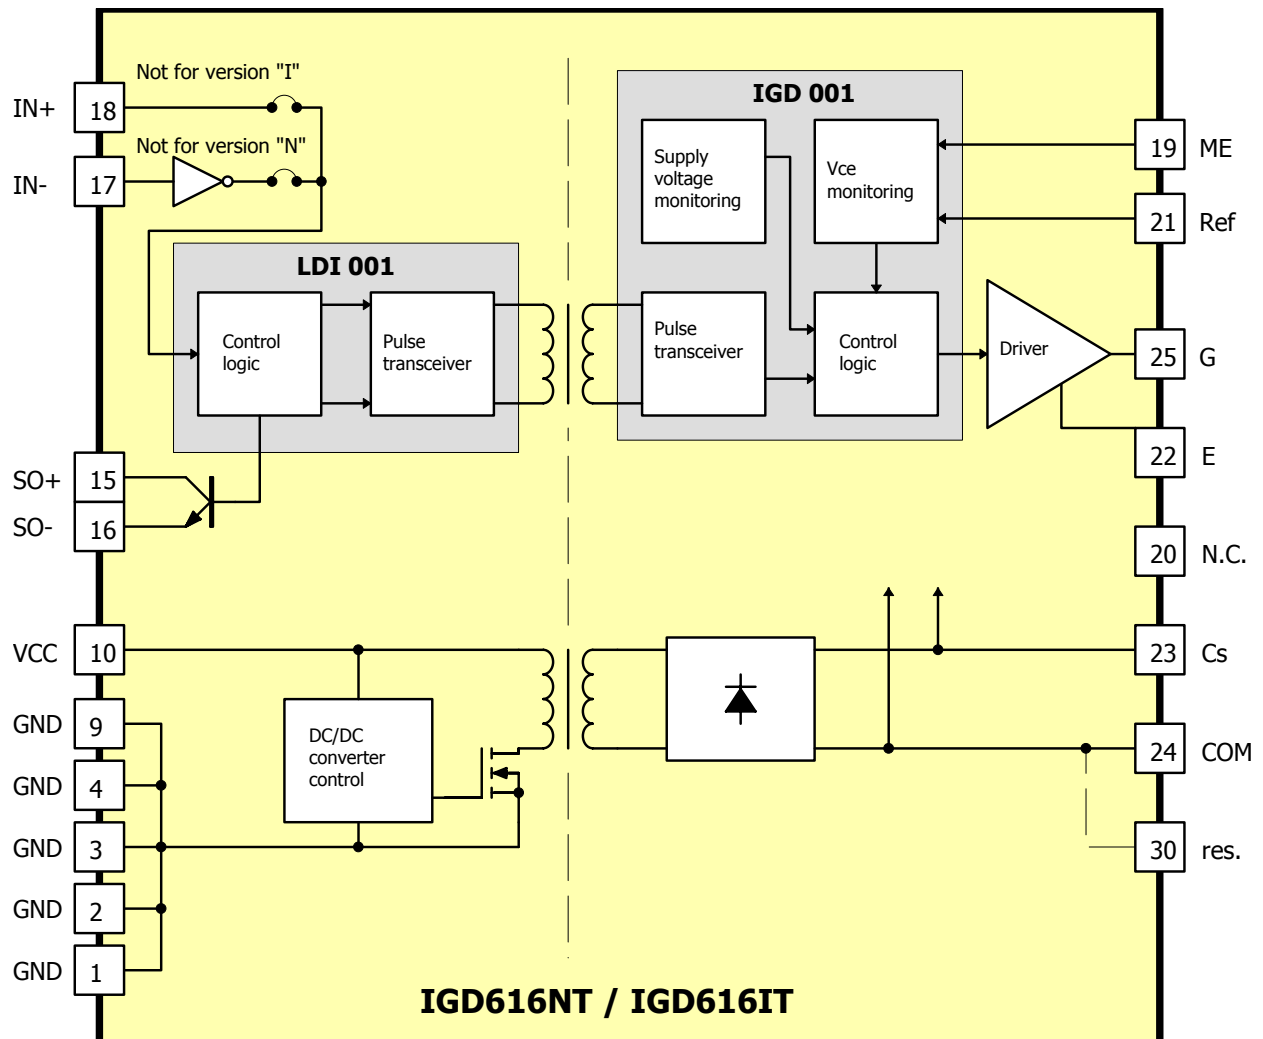 Not for version "I"
IN+
18
Not for version "N"
IN-
17
LDI 001
Control
logic
Pulse
transceiver
SO+
15
SO-
16
VCC
10
GND
9
GND
4
GND
3
GND
2
GND
1
DC/DC
converter
control
IGD 001
Supply
voltage
monitoring
Vce
monitoring
Pulse
transceiver
Control
logic
Driver
19
ME
21
Ref
25
G
22
E
20
N.C.
23
Cs
24
COM
30
res.
IGD616NT / IGD616IT